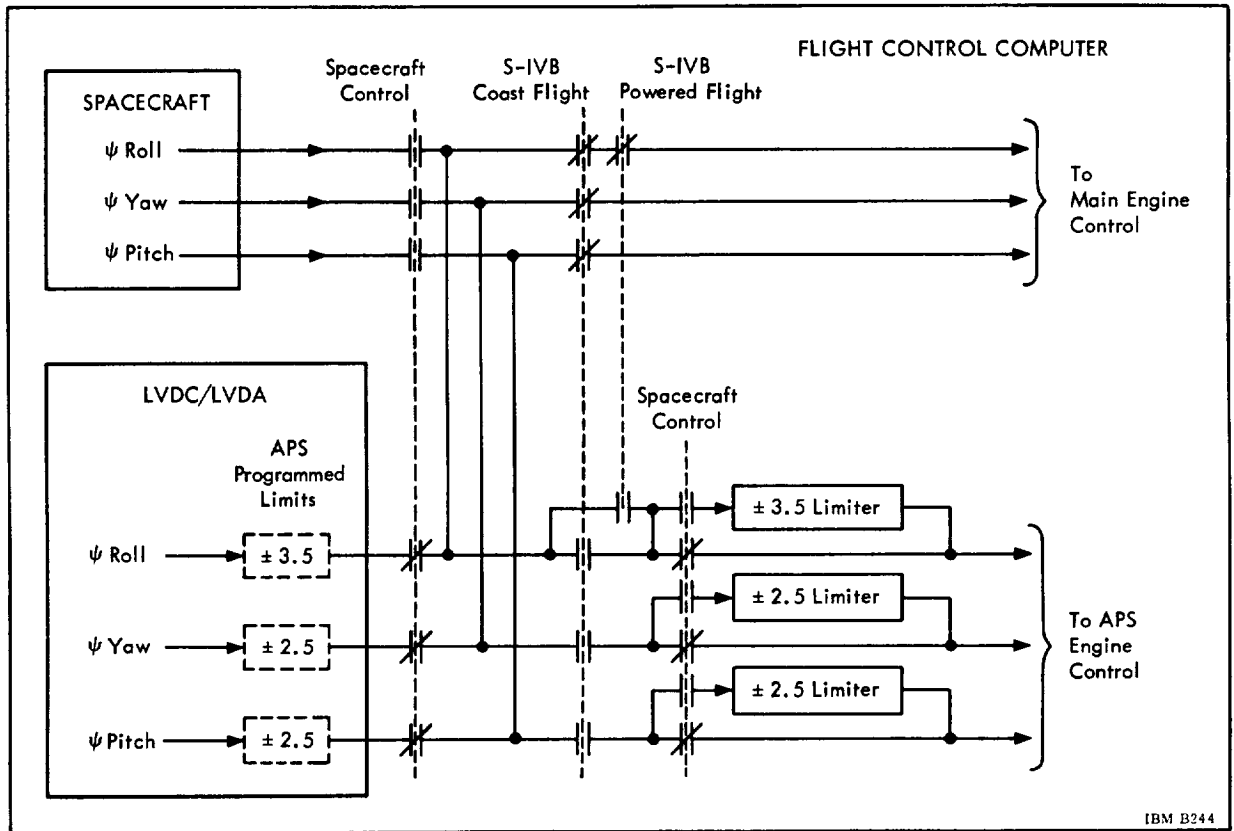 FLIGHT CONTROL COMPUTER
Spacecraft
Control
S-IVB
Coast Flight
S-IVB
Powered Flight
SPACECRAFT
ψ Roll
ψ Yaw
ψ Pitch
To
Main Engine
Control
LVDC/LVDA
APS
Programmed
Limits
Spacecraft
Control
± 3.5 Limiter
ψ Roll
± 3.5
± 2.5 Limiter
ψ Yaw
± 2.5
± 2.5 Limiter
ψ Pitch
± 2.5
To APS
Engine
Control
IBM B244